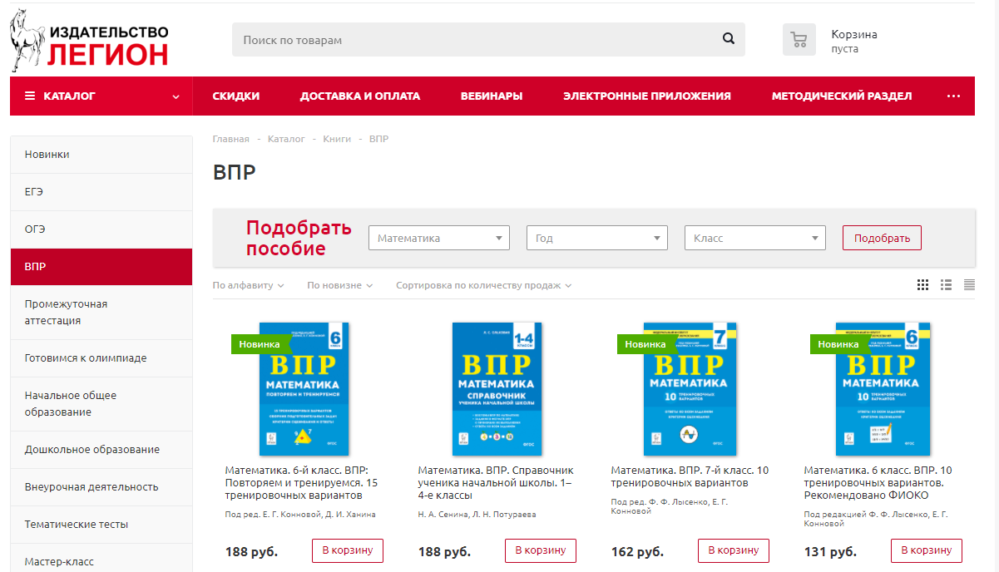 ИЗДАТЕЛЬСТВО
ЛЕГИОН
Поиск по товарам
Корзина
пуста
КАТАЛОГ
СКИДКИ
ДОСТАВКА И ОПЛАТА
ВЕБИНАРЫ
ЭЛЕКТРОННЫЕ ПРИЛОЖЕНИЯ
МЕТОДИЧЕСКИЙ РАЗДЕЛ
...
Новинки
ЕГЭ
ОГЭ
ВПР
Промежуточная
аттестация
Готовимся к олимпиаде
Начальное общее
образование
Дошкольное образование
Внеурочная деятельность
Тематические тесты
Мастер-класс
Главная - Каталог - Книги - ВПР
ВПР
Подобрать
пособие
Математика
Год
Класс
Подобрать
По алфавиту
По новизне
Сортировка по количеству продаж
Новинка
6
ВПР
МАТЕМАТИКА
ПОВТОРЯЕМ И ТРЕНИРУЕМСЯ
Математика. 6-й класс. ВПР:
Повторяем и тренируемся. 15
тренировочных вариантов
Под ред. Е. Г. Конновой, Д. И. Ханина
188 руб.
В корзину
1-4
КЛАССЫ
ВПР
МАТЕМАТИКА
СПРАВОЧНИК
УЧЕНИКА НАЧАЛЬНОЙ ШКОЛЫ
ФГОС
Математика. ВПР. Справочник
ученика начальной школы. 1–
4-е классы
Н. А. Сенина, Л. Н. Потураева
188 руб.
В корзину
Новинка
7
ВПР
МАТЕМАТИКА
10 ТРЕНИРОВОЧНЫХ
ВАРИАНТОВ
ФГОС
Математика. ВПР. 7-й класс. 10
тренировочных вариантов
Под ред. Ф. Ф. Лысенко, Е. Г.
Конновой
162 руб.
В корзину
Новинка
6
ВПР
МАТЕМАТИКА
10 ТРЕНИРОВОЧНЫХ
ВАРИАНТОВ
ФГОС
Математика. 6 класс. ВПР. 10
тренировочных вариантов.
Рекомендовано ФИОКО
Под редакцией Ф. Ф. Лысенко, Е. Г.
Конновой
131 руб.
В корзину